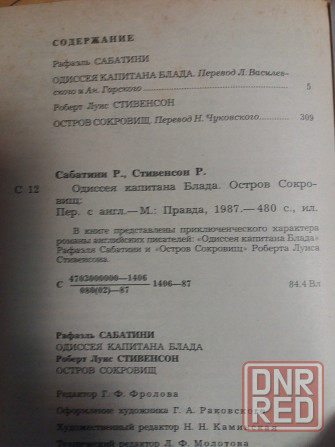 СОДЕРЖАНИЕ
Рафаэль САБАТИНИ
ОДИССЕЯ КАПИТАНА БЛАДА. Перевод Л. Василев-
ского и Ан. Горского 5
Роберт Луис СТИВЕНСОН
ОСТРОВ СОКРОВИЩ. Перевод Н. Чуковского 309
Сабатини Р., Стивенсон Р.
С 12 Одиссея капитана Блада. Остров Сокро-
вищ:
Пер. с англ.—М.: Правда, 1987.—480 с., ил.
В книге представлены приключенческого характера
романы английских писателей: «Одиссея капитана Блада»
Рафаэля Сабатини и «Остров Сокровищ» Роберта Луиса
Стивенсона.
С 4703000000—1406
080(02)—87 1406—87 84.4 Вл
Рафаэль САБАТИНИ
ОДИССЕЯ КАПИТАНА БЛАДА
Роберт Луис СТИВЕНСОН
ОСТРОВ СОКРОВИЩ
Редактор Г. Ф. Фролова
Оформление художника Г. А. Раковского
Художественный редактор Н. Н. Каминская
Технический редактор Л. Ф. Молотова
DNR
RED